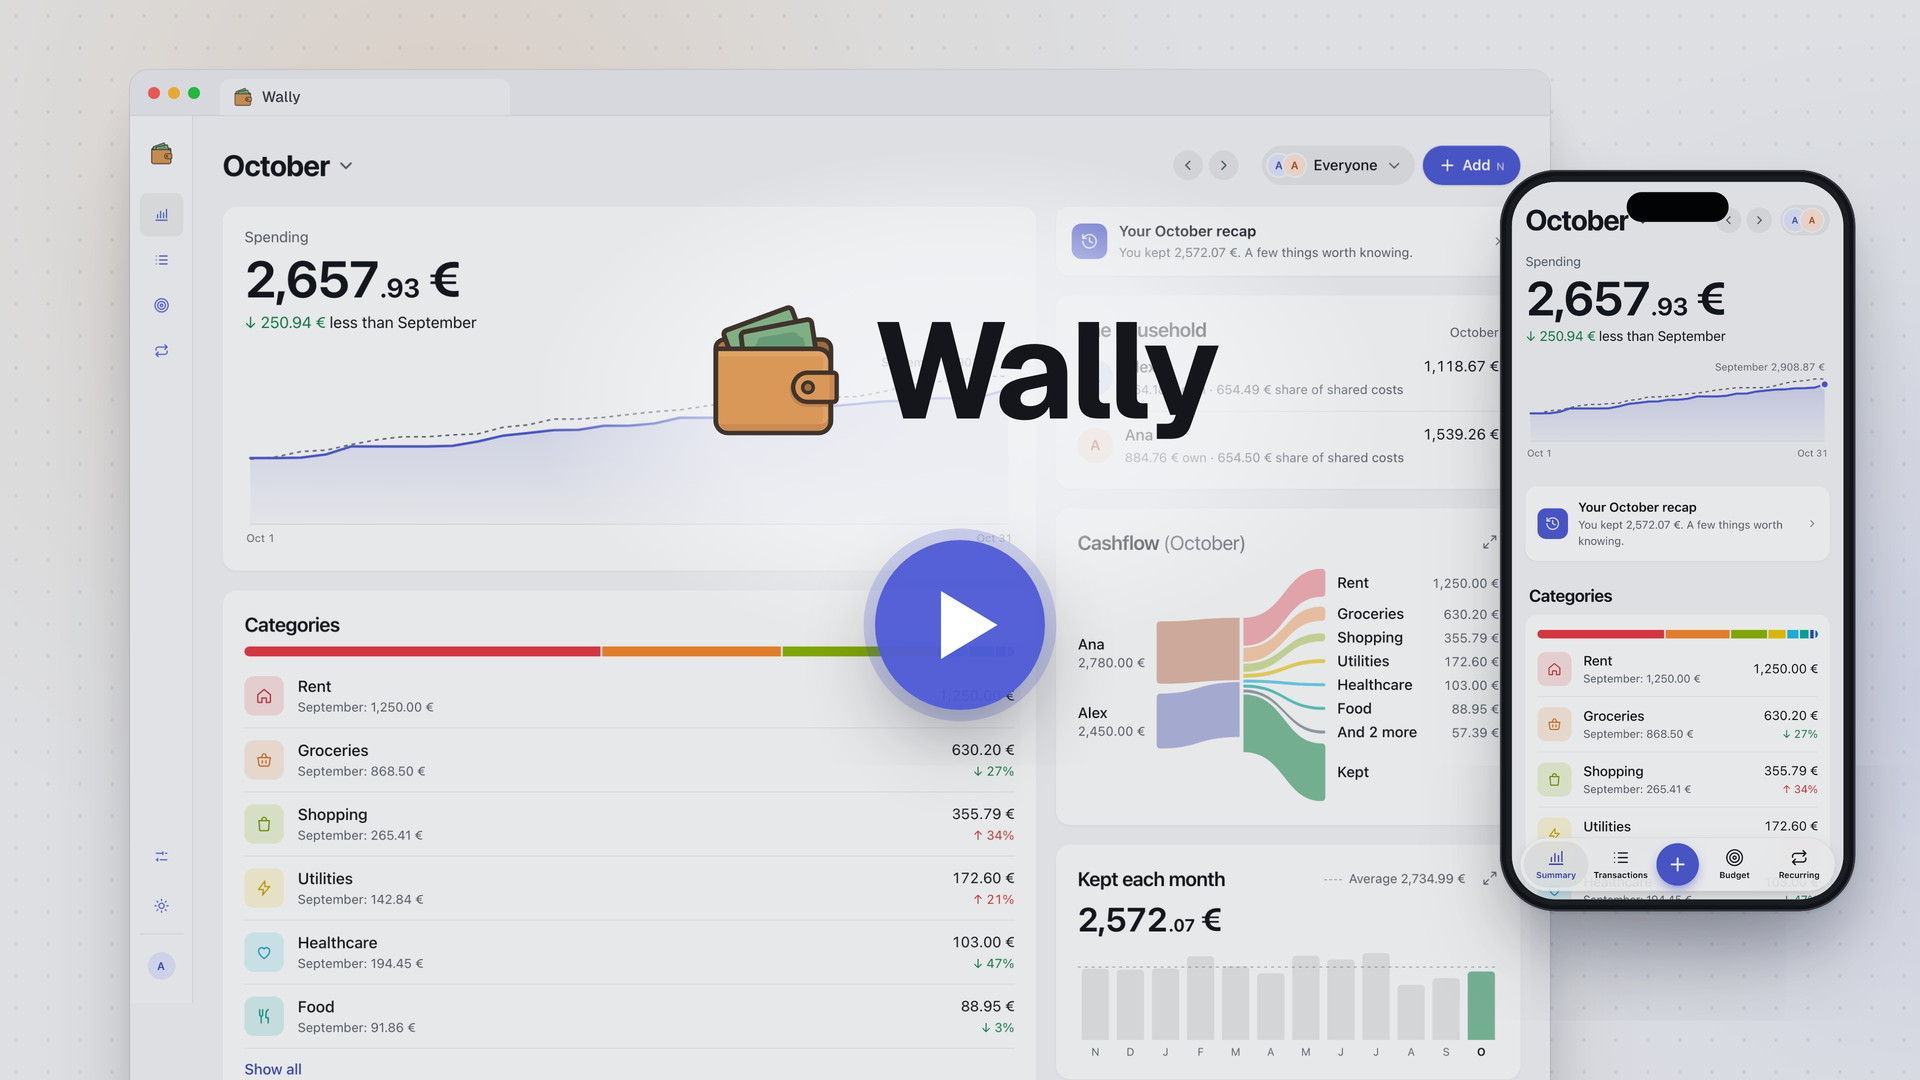 Wally
October
A A Everyone
+ Add N
Spending
2,657.93 €
↓ 250.94 € less than September
Oct 1
Oct 31
Your October recap
You kept 2,572.07 €. A few things worth knowing.
Wally
October
1,118.67 €
654.49 € share of shared costs
A
Ana
1,539.26 €
884.76 € own · 654.50 € share of shared costs
Categories
Rent
1,250.00 €
September: 1,250.00 €
Groceries
630.20 €
September: 868.50 €
↓ 27%
Shopping
355.79 €
September: 265.41 €
↑ 34%
Utilities
172.60 €
September: 142.84 €
↑ 21%
Healthcare
103.00 €
September: 194.45 €
↓ 47%
Food
88.95 €
September: 91.86 €
↓ 3%
Show all
A
Cashflow (October)
Ana
2,780.00 €
Alex
2,450.00 €
Rent 1,250.00 €
Groceries 630.20 €
Shopping 355.79 €
Utilities 172.60 €
Healthcare 103.00 €
Food 88.95 €
And 2 more 57.39 €
Kept
Kept each month
Average 2,734.99 €
2,572.07 €
N D J F M A M J J A S O
October
A A
Spending
2,657.93 €
↓ 250.94 € less than September
September 2,908.87 €
Oct 1
Oct 31
Your October recap
You kept 2,572.07 €. A few things worth
knowing.
Categories
Rent
1,250.00 €
September: 1,250.00 €
Groceries
630.20 €
September: 868.50 €
↓ 27%
Shopping
355.79 €
September: 265.41 €
↑ 34%
Utilities
172.60 €
Summary
Transactions
Budget
Recurring